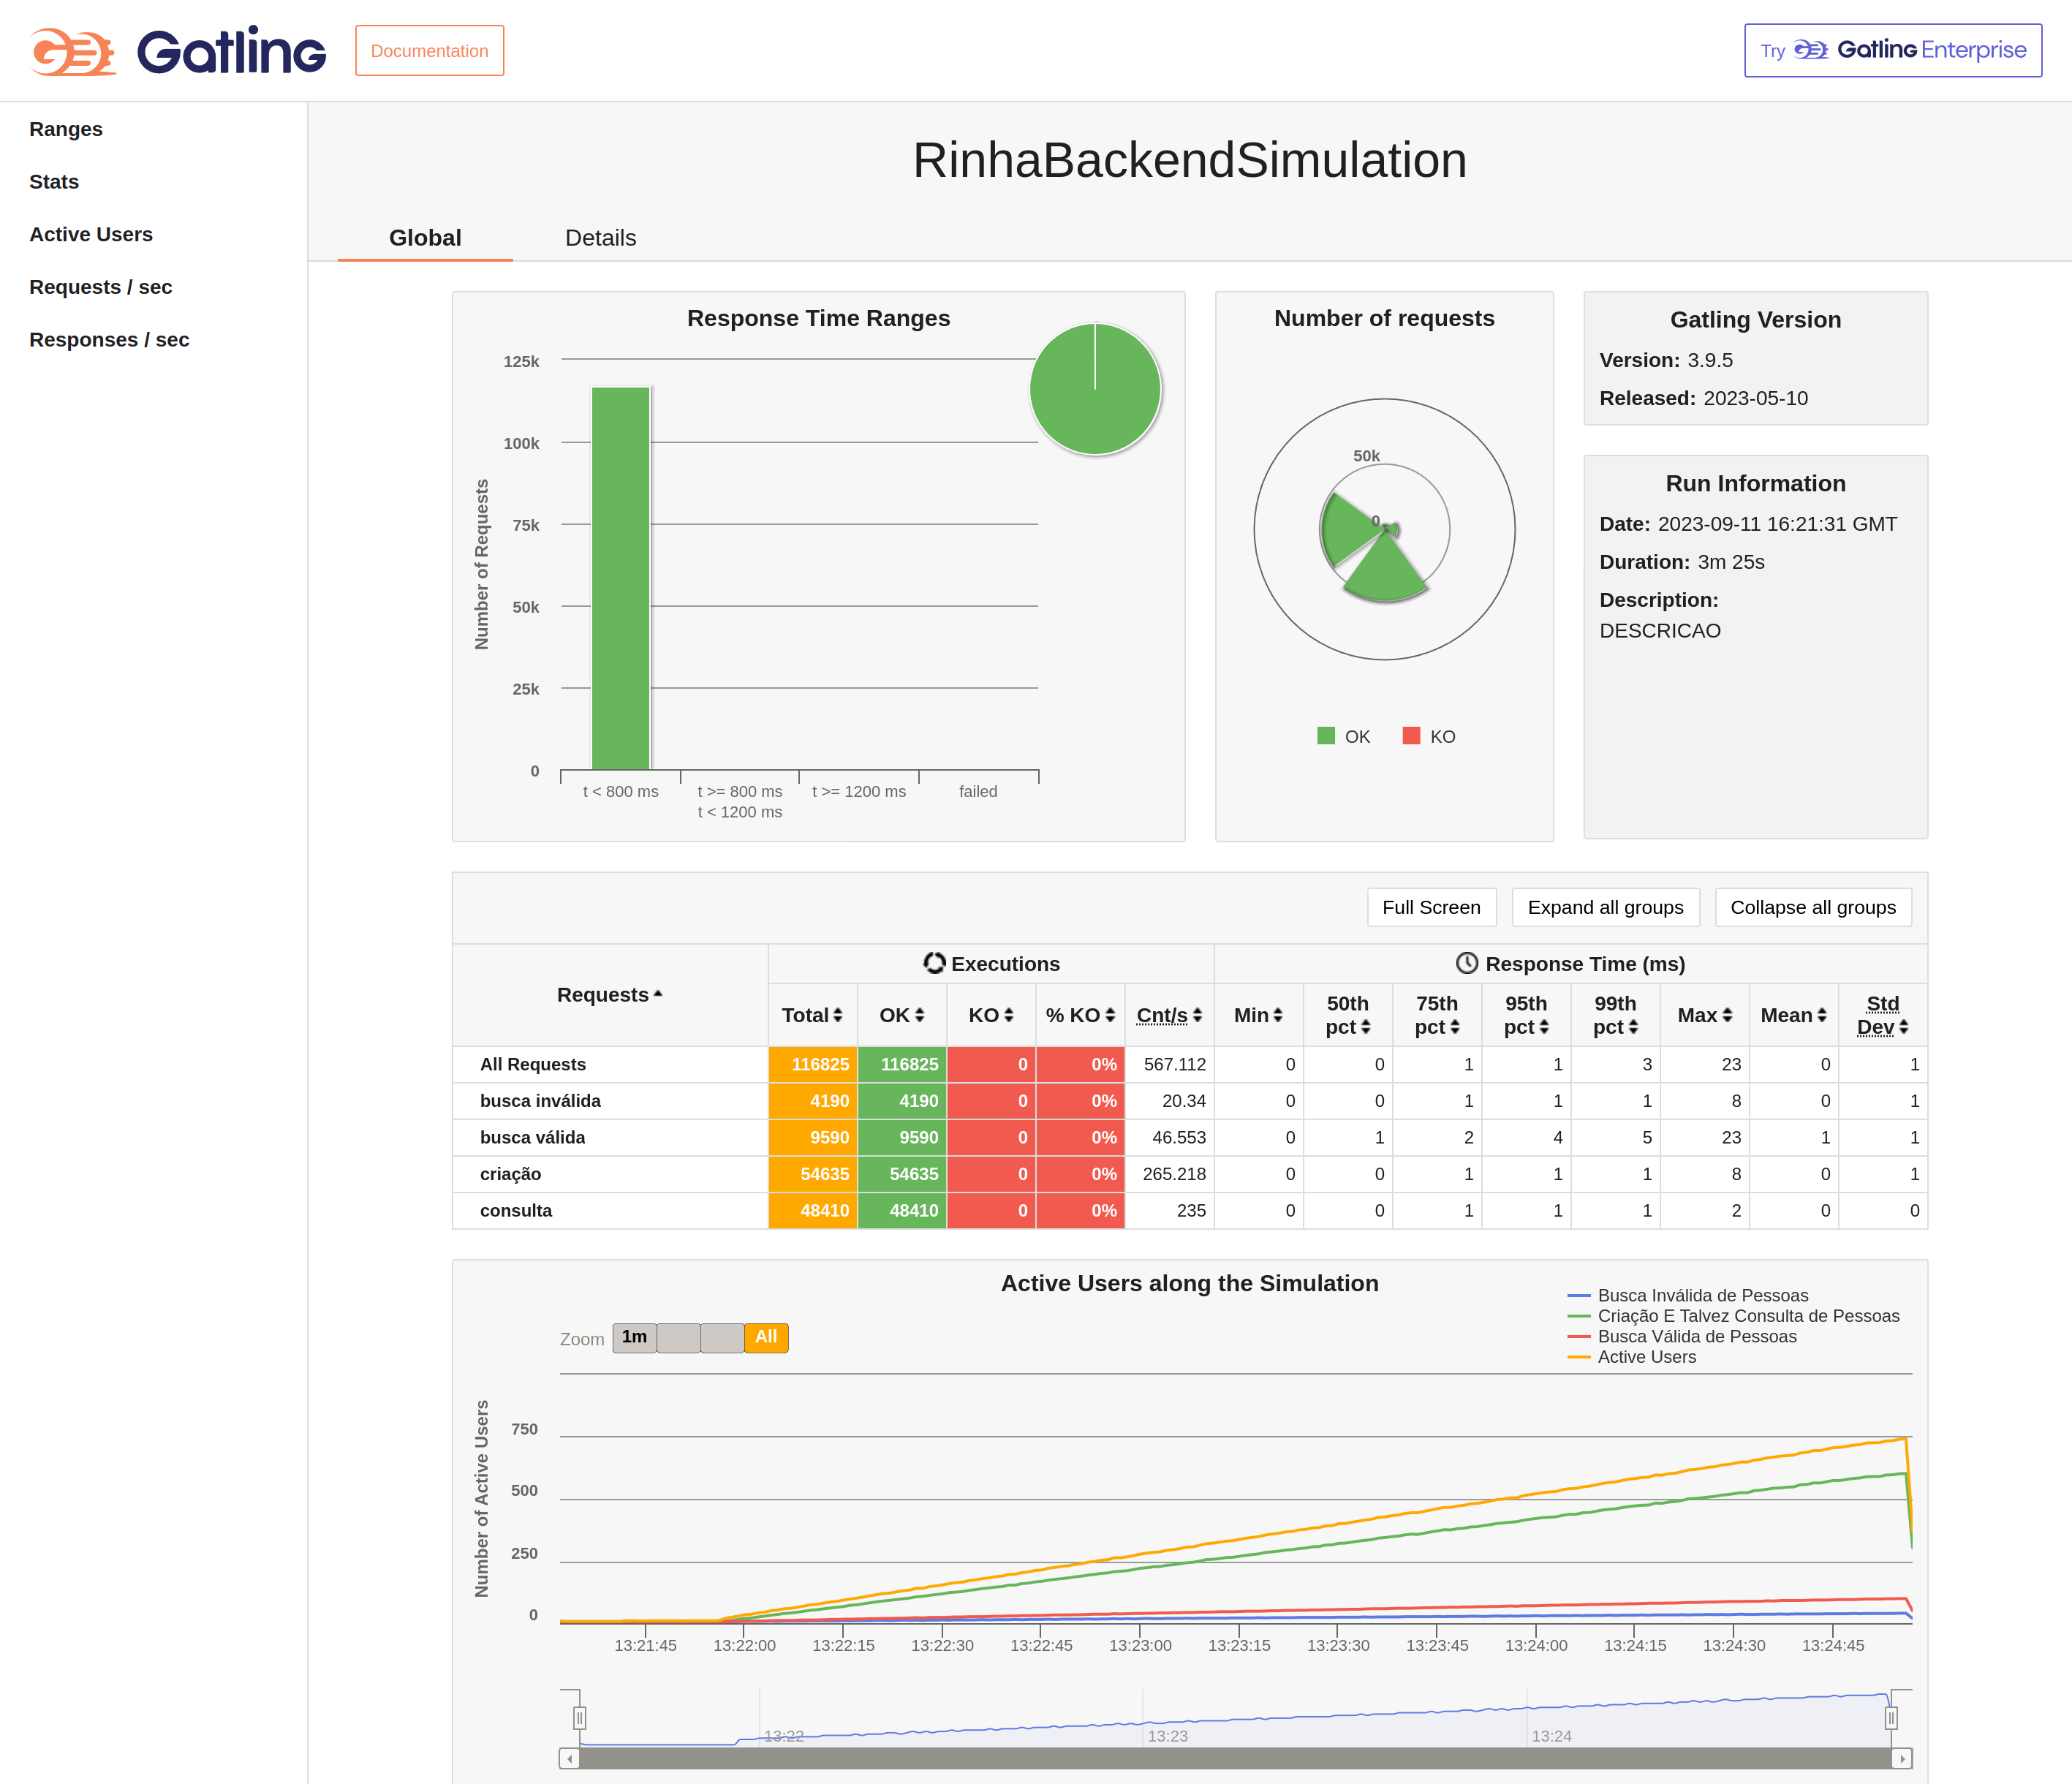 Gatling
Documentation
Try Gatling Enterprise
Ranges
Stats
Active Users
Requests / sec
Responses / sec
RinhaBackendSimulation
Global
Details
Response Time Ranges
Number of Requests
125k
100k
75k
50k
25k
0
t < 800 ms
t >= 800 ms
t < 1200 ms
t >= 1200 ms
failed
Number of requests
50k
0
OK
KO
Gatling Version
Version: 3.9.5
Released: 2023-05-10
Run Information
Date: 2023-09-11 16:21:31 GMT
Duration: 3m 25s
Description:
DESCRICAO
Full Screen
Expand all groups
Collapse all groups
Requests
Executions
Response Time (ms)
Total OK KO % KO Cnt/s Min 50th pct 75th pct 95th pct 99th pct Max Mean Std Dev
All Requests 116825 116825 0 0% 567.112 0 0 1 1 3 23 0 1
busca inválida 4190 4190 0 0% 20.34 0 0 1 1 1 8 0 1
busca válida 9590 9590 0 0% 46.553 0 1 2 4 5 23 1 1
criação 54635 54635 0 0% 265.218 0 0 1 1 1 8 0 1
consulta 48410 48410 0 0% 235 0 0 1 1 1 2 0 0
Active Users along the Simulation
Busca Inválida de Pessoas
Criação E Talvez Consulta de Pessoas
Busca Válida de Pessoas
Active Users
Zoom 1m All
Number of Active Users
750
500
250
0
13:21:45 13:22:00 13:22:15 13:22:30 13:22:45 13:23:00 13:23:15 13:23:30 13:23:45 13:24:00 13:24:15 13:24:30 13:24:45
13:22 13:23 13:24